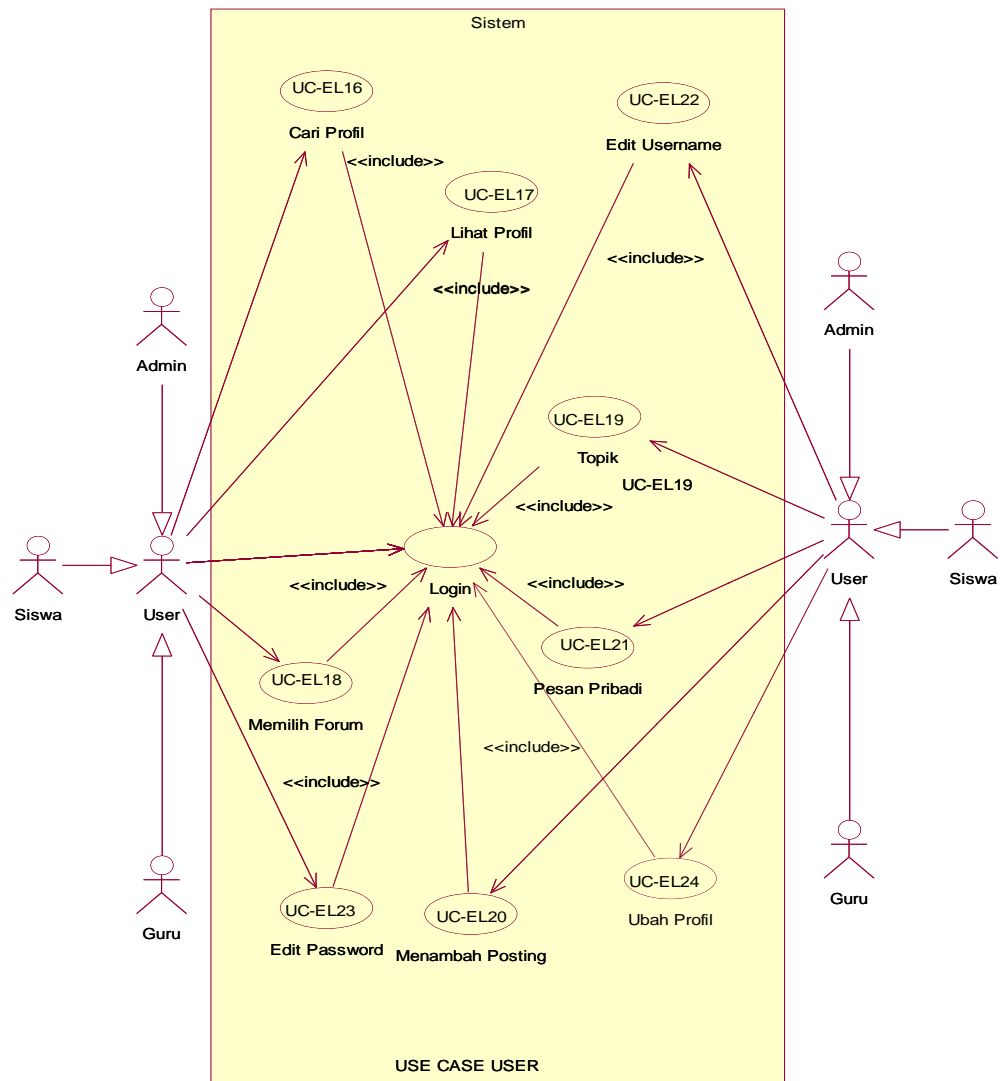 Sistem
UC-EL16
Cari Profil
UC-EL22
Edit Username
<<include>>
UC-EL17
Lihat Profil
<<include>>
<<include>>
Admin
Admin
UC-EL19
Topik
UC-EL19
<<include>>
Siswa
User
<<include>>
Login
<<include>>
User
Siswa
UC-EL18
Memilih Forum
UC-EL21
Pesan Pribadi
<<include>>
<<include>>
Guru
UC-EL23
Edit Password
UC-EL20
Menambah Posting
UC-EL24
Ubah Profil
Guru
USE CASE USER